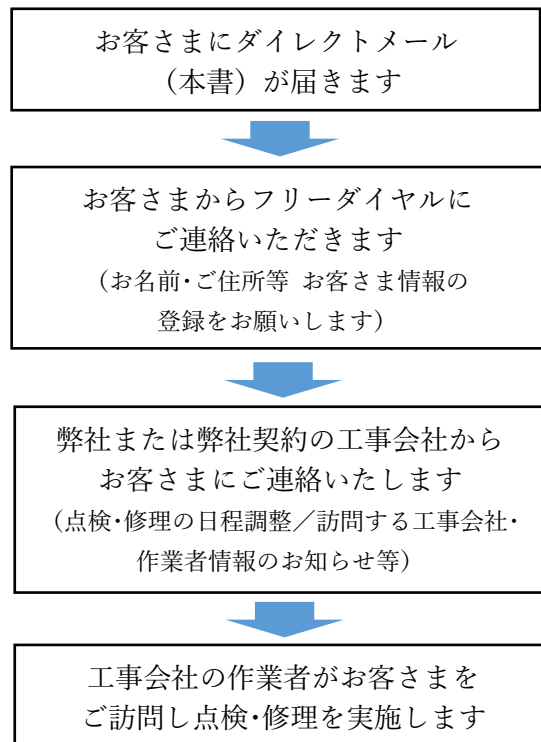 お客さまにダイレクトメール
（本書）が届きます
お客さまからフリーダイヤルに
ご連絡いただきます
（お名前･ご住所等 お客さま情報の
登録をお願いします）
弊社または弊社契約の工事会社から
お客さまにご連絡いたします
（点検･修理の日程調整／訪問する工事会社･
作業者情報のお知らせ等）
工事会社の作業者がお客さまを
ご訪問し点検･修理を実施します